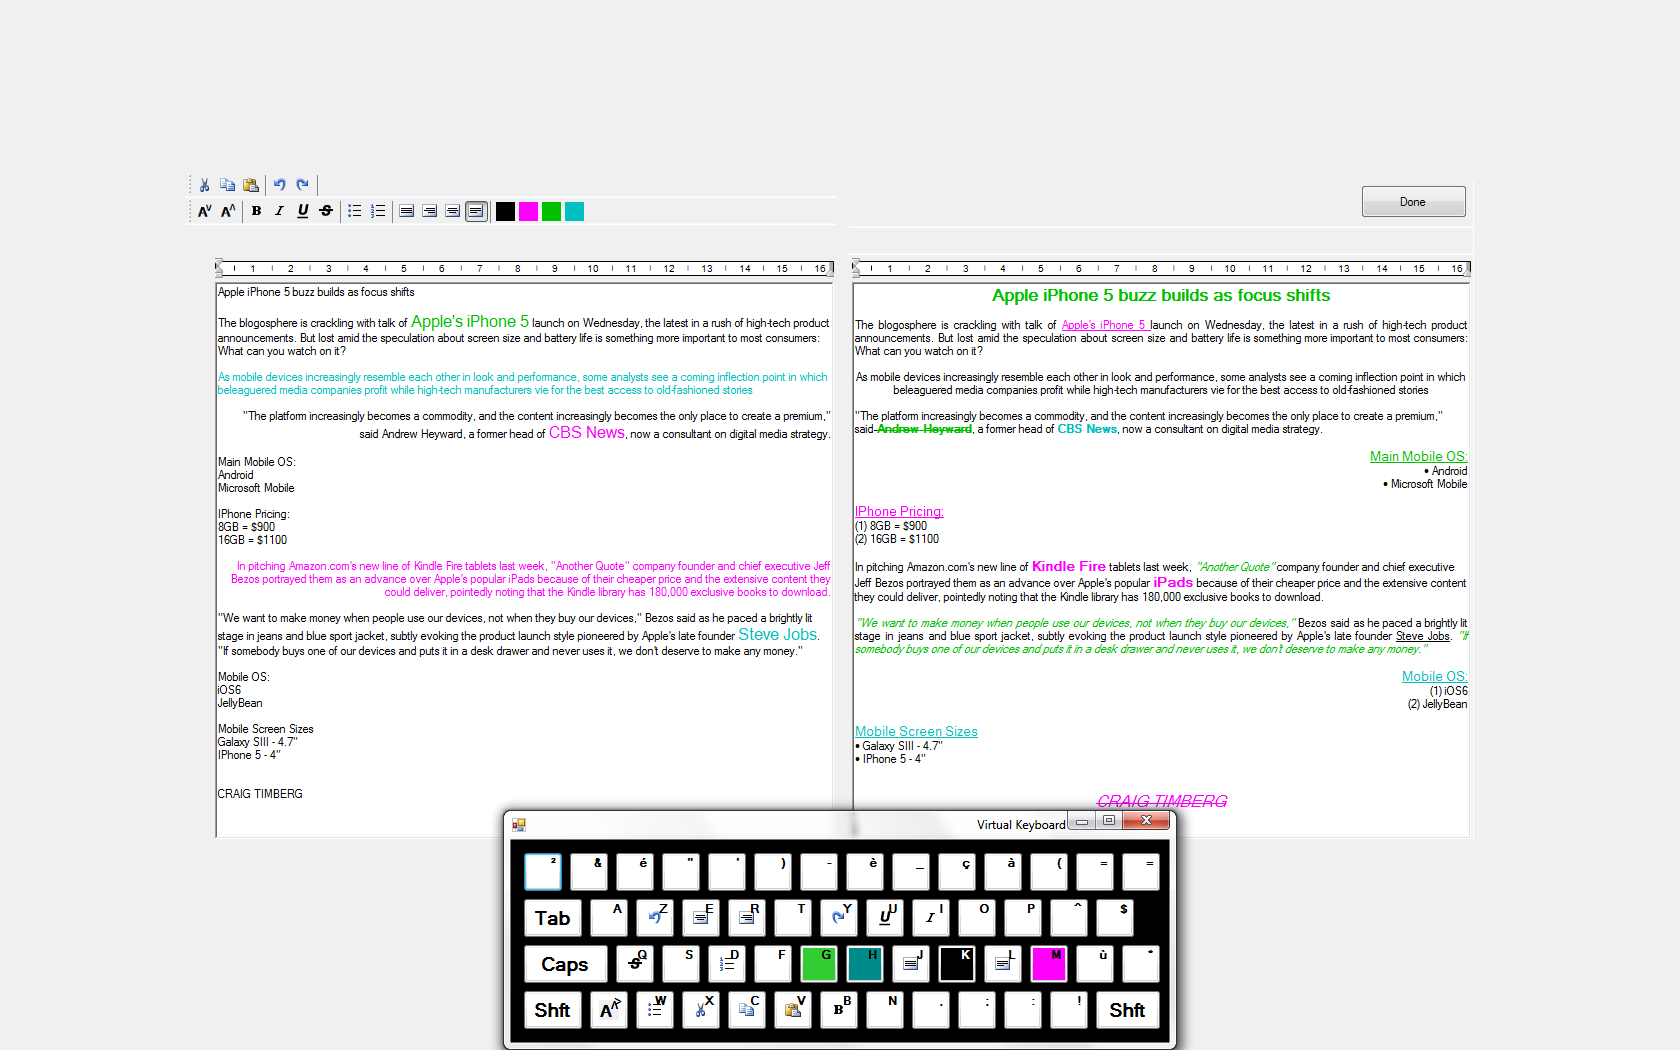 Done
1 2 3 4 5 6 7 8 9 10 11 12 13 14 15 16
Apple iPhone 5 buzz builds as focus shifts
The blogosphere is crackling with talk of Apple's iPhone 5 launch on Wednesday, the latest in a rush of high-tech product
announcements. But lost amid the speculation about screen size and battery life is something more important to most consumers:
What can you watch on it?
As mobile devices increasingly resemble each other in look and performance, some analysts see a coming inflection point in which
beleaguered media companies profit while high-tech manufacturers vie for the best access to old-fashioned stories
"The platform increasingly becomes a commodity, and the content increasingly becomes the only place to create a premium,"
said Andrew Heyward, a former head of CBS News, now a consultant on digital media strategy.
Main Mobile OS:
Android
Microsoft Mobile
IPhone Pricing:
8GB = $900
16GB = $1100
In pitching Amazon.com's new line of Kindle Fire tablets last week, "Another Quote" company founder and chief executive Jeff
Bezos portrayed them as an advance over Apple's popular iPads because of their cheaper price and the extensive content they
could deliver, pointedly noting that the Kindle library has 180,000 exclusive books to download.
"We want to make money when people use our devices, not when they buy our devices," Bezos said as he paced a brightly lit
stage in jeans and blue sport jacket, subtly evoking the product launch style pioneered by Apple's late founder Steve Jobs.
"If somebody buys one of our devices and puts it in a desk drawer and never uses it, we don't deserve to make any money."
Mobile OS:
iOS6
JellyBean
Mobile Screen Sizes
Galaxy SIII - 4.7"
IPhone 5 - 4"
CRAIG TIMBERG
1 2 3 4 5 6 7 8 9 10 11 12 13 14 15 16
Apple iPhone 5 buzz builds as focus shifts
The blogosphere is crackling with talk of Apple's iPhone 5 launch on Wednesday, the latest in a rush of high-tech product
announcements. But lost amid the speculation about screen size and battery life is something more important to most consumers:
What can you watch on it?
As mobile devices increasingly resemble each other in look and performance, some analysts see a coming inflection point in which
beleaguered media companies profit while high-tech manufacturers vie for the best access to old-fashioned stories
"The platform increasingly becomes a commodity, and the content increasingly becomes the only place to create a premium,"
said Andrew Heyward, a former head of CBS News, now a consultant on digital media strategy.
Main Mobile OS:
• Android
• Microsoft Mobile
IPhone Pricing:
(1) 8GB = $900
(2) 16GB = $1100
In pitching Amazon.com's new line of Kindle Fire tablets last week, "Another Quote" company founder and chief executive
Jeff Bezos portrayed them as an advance over Apple's popular iPads because of their cheaper price and the extensive content
they could deliver, pointedly noting that the Kindle library has 180,000 exclusive books to download.
"We want to make money when people use our devices, not when they buy our devices," Bezos said as he paced a brightly lit
stage in jeans and blue sport jacket, subtly evoking the product launch style pioneered by Apple's late founder Steve Jobs. "If
somebody buys one of our devices and puts it in a desk drawer and never uses it, we don't deserve to make any money."
Mobile OS:
(1) iOS6
(2) JellyBean
Mobile Screen Sizes
• Galaxy SIII - 4.7"
• IPhone 5 - 4"
CRAIG TIMBERG
Virtual Keyboard
² & é " ' ) - è _ ç à ( = =
Tab A Z E R T Y U I O P ^ $
Caps Q S D F G H J K L M ù *
Shft > W X C V B N . ; : ! Shft